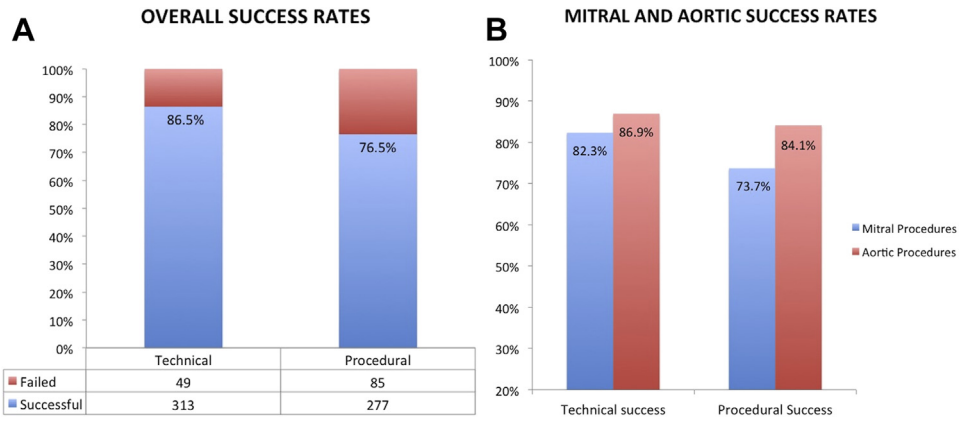 OVERALL SUCCESS RATES
A
100%
90%
80%
70%
60%
50%
40%
30%
20%
10%
0%
86.5%
76.5%
Technical Procedural
Failed 49 85
Successful 313 277
MITRAL AND AORTIC SUCCESS RATES
B
100%
90%
80%
70%
60%
50%
40%
30%
20%
82.3%
86.9%
73.7%
84.1%
Technical success Procedural Success
Mitral Procedures
Aortic Procedures